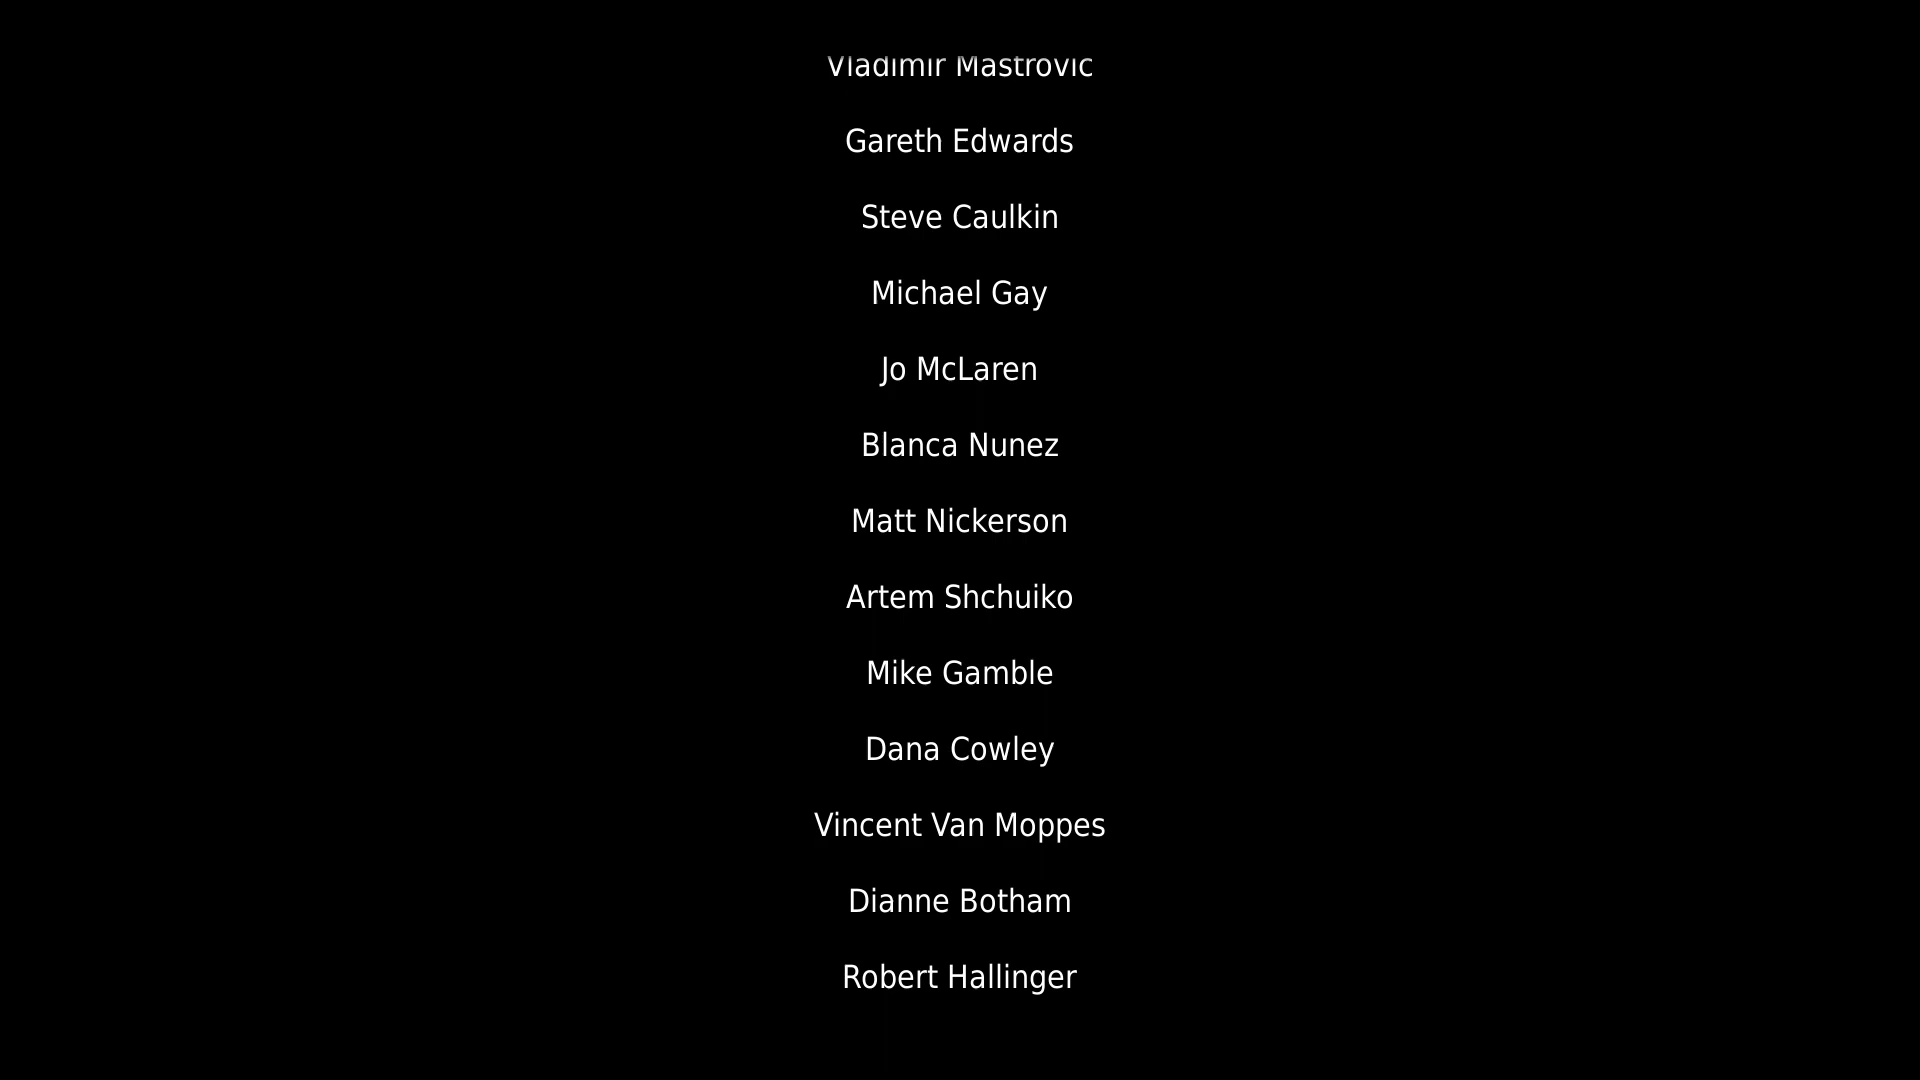 Vladimir Mastrovic
Gareth Edwards
Steve Caulkin
Michael Gay
Jo McLaren
Blanca Nunez
Matt Nickerson
Artem Shchuiko
Mike Gamble
Dana Cowley
Vincent Van Moppes
Dianne Botham
Robert Hallinger